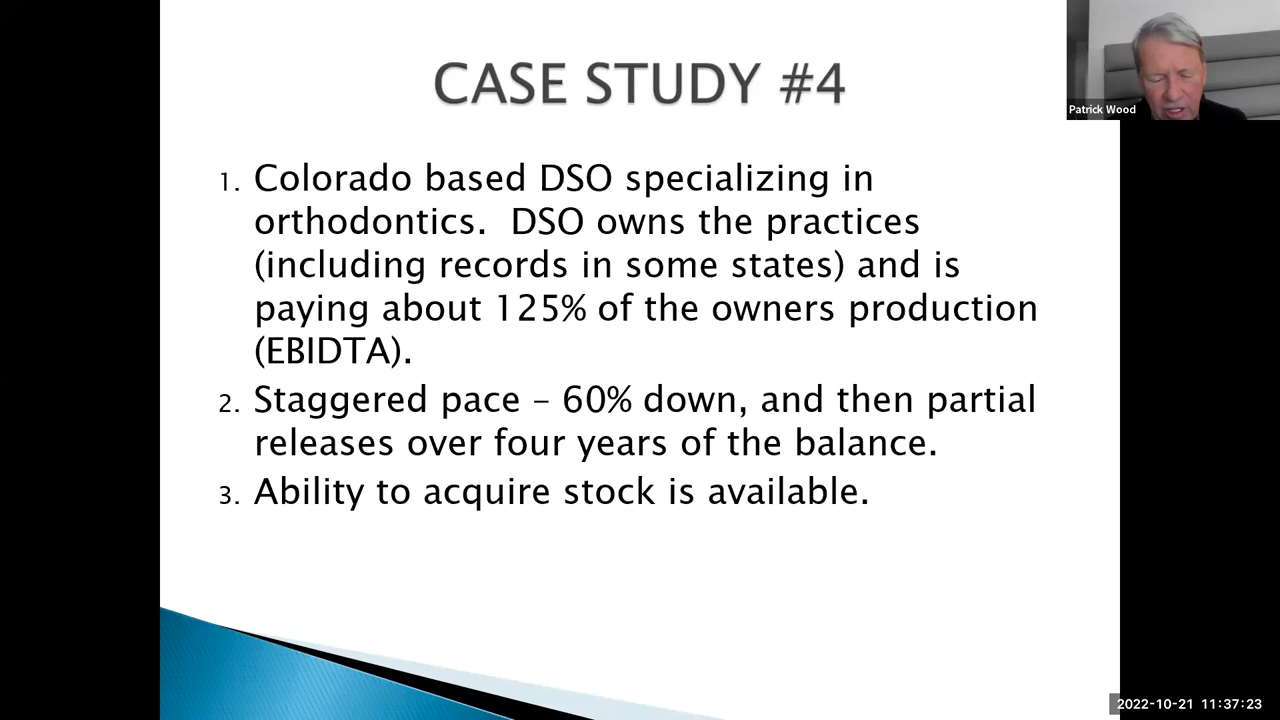 CASE STUDY #4
Patrick Wood
1. Colorado based DSO specializing in
orthodontics.  DSO owns the practices
(including records in some states) and is
paying about 125% of the owners production
(EBIDTA).
2. Staggered pace – 60% down, and then partial
releases over four years of the balance.
3. Ability to acquire stock is available.
2022-10-21 11:37:23